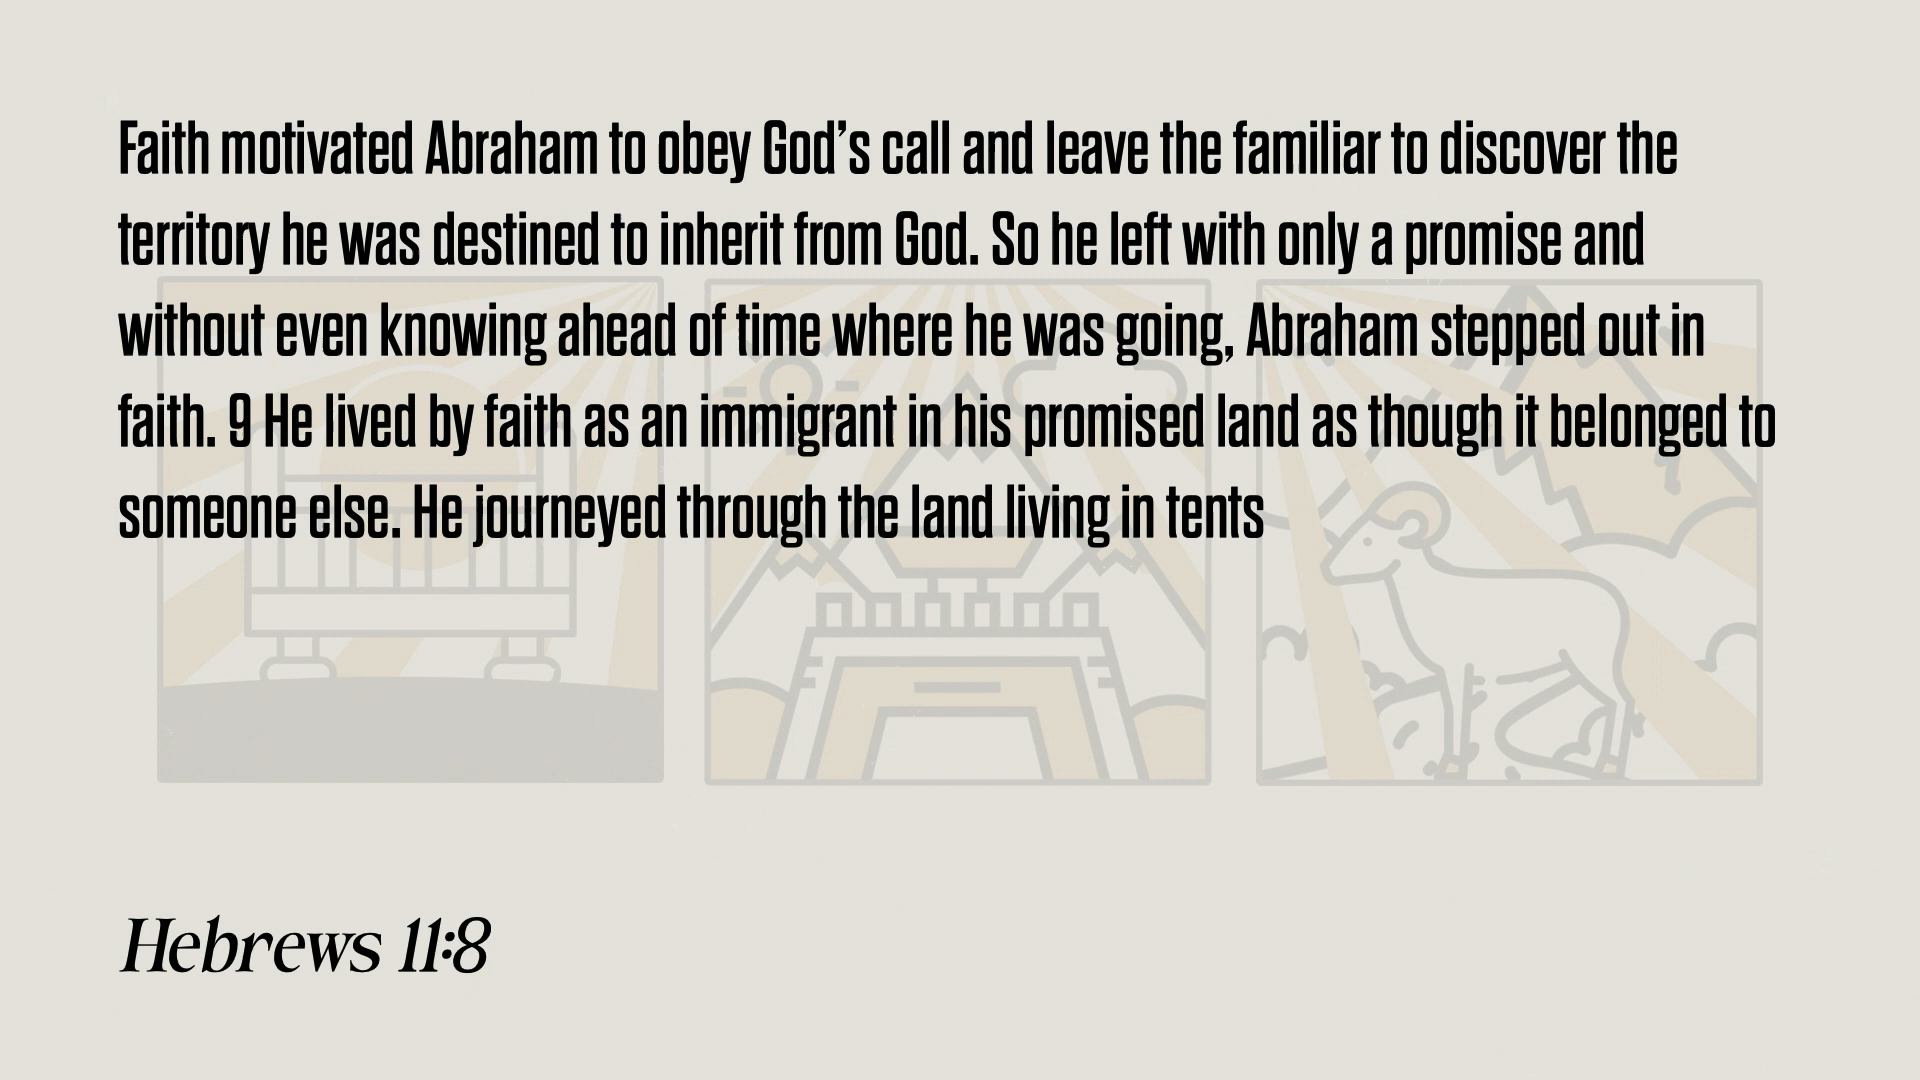 Faith motivated Abraham to obey God’s call and leave the familiar to discover the
territory he was destined to inherit from God. So he left with only a promise and
without even knowing ahead of time where he was going, Abraham stepped out in
faith. 9 He lived by faith as an immigrant in his promised land as though it belonged to
someone else. He journeyed through the land living in tents
Hebrews 11:8